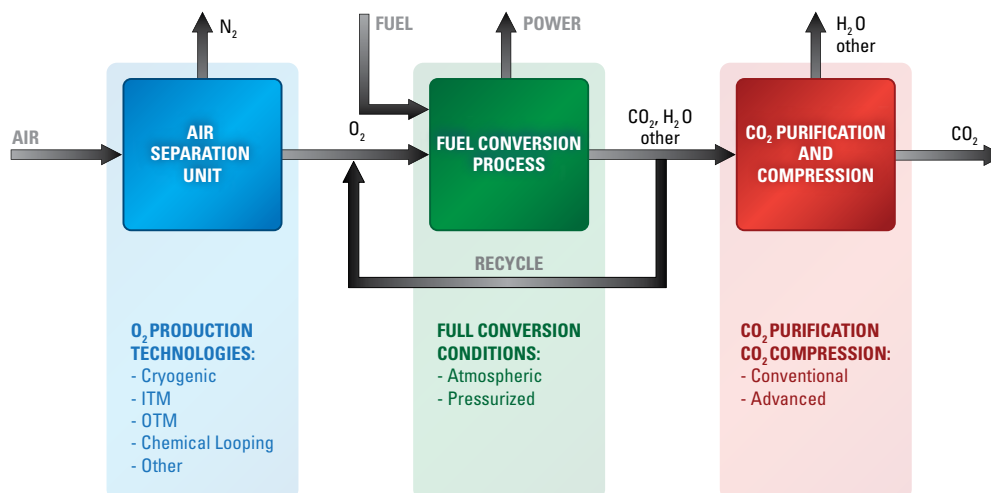 N₂
FUEL
POWER
H₂O
other
AIR
AIR
SEPARATION
UNIT
O₂
FUEL CONVERSION
PROCESS
CO₂, H₂O
other
CO₂ PURIFICATION
AND
COMPRESSION
CO₂
RECYCLE
O₂ PRODUCTION
TECHNOLOGIES:
- Cryogenic
- ITM
- OTM
- Chemical Looping
- Other
FULL CONVERSION
CONDITIONS:
- Atmospheric
- Pressurized
CO₂ PURIFICATION
CO₂ COMPRESSION:
- Conventional
- Advanced